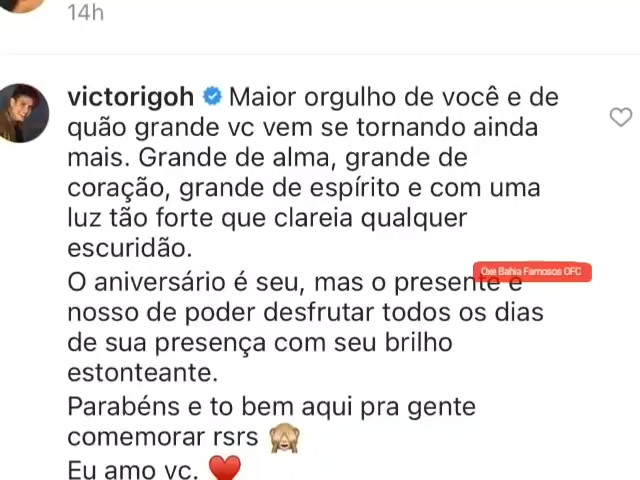 14h
victorigoh Maior orgulho de você e de
quão grande vc vem se tornando ainda
mais. Grande de alma, grande de
coração, grande de espírito e com uma
luz tão forte que clareia qualquer
escuridão.
Oxe Bahia Famosos OFC
O aniversário é seu, mas o presente é
nosso de poder desfrutar todos os dias
de sua presença com seu brilho
estonteante.
Parabéns e to bem aqui pra gente
comemorar rsrs 🙈
Eu amo vc. ❤️